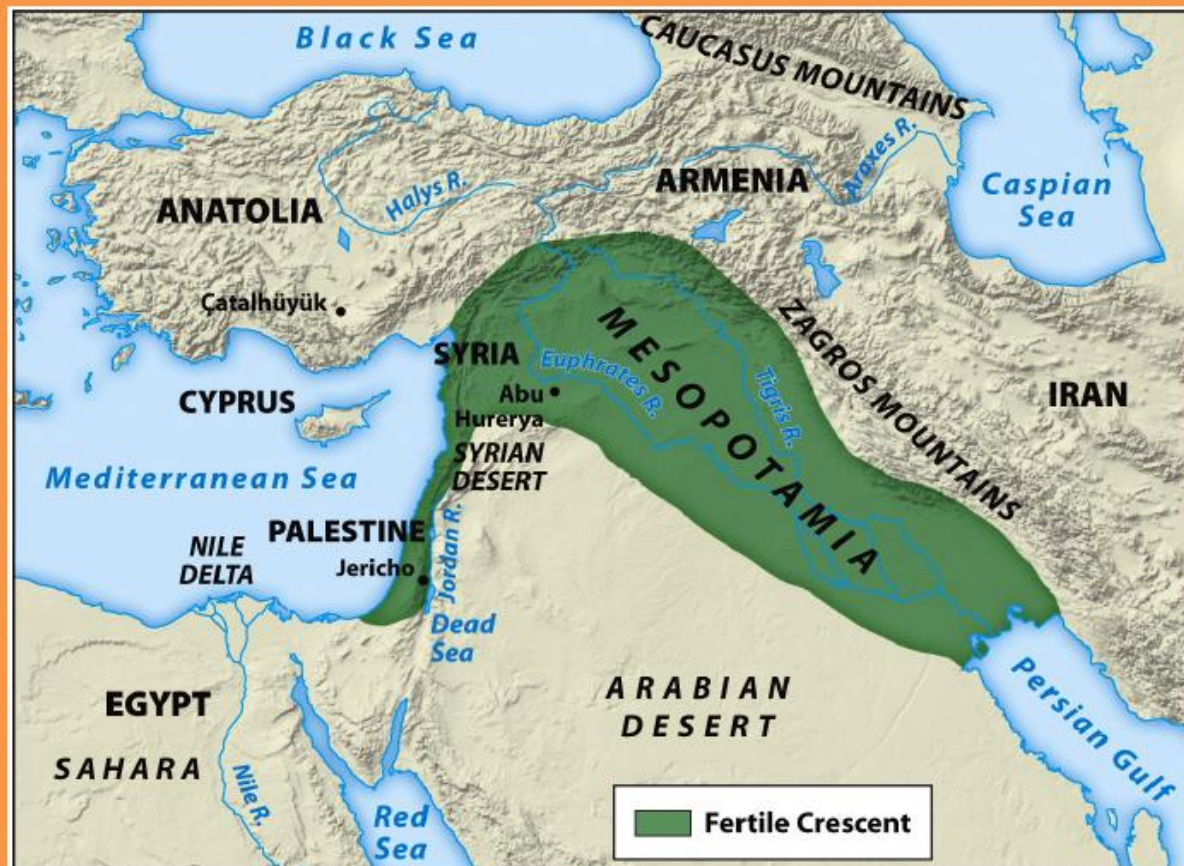 Black Sea
CAUCASUS MOUNTAINS
Caspian
Sea
ARMENIA
Araxes R.
Halys R.
ANATOLIA
Çatalhüyük
ZAGROS MOUNTAINS
IRAN
MESOPOTAMIA
Tigris R.
Euphrates R.
SYRIA
Abu
Hurerya
CYPRUS
SYRIAN
DESERT
Mediterranean Sea
PALESTINE
Jericho
Jordan R.
Dead
Sea
NILE
DELTA
EGYPT
SAHARA
Nile R.
Red
Sea
ARABIAN
DESERT
Persian Gulf
Fertile Crescent